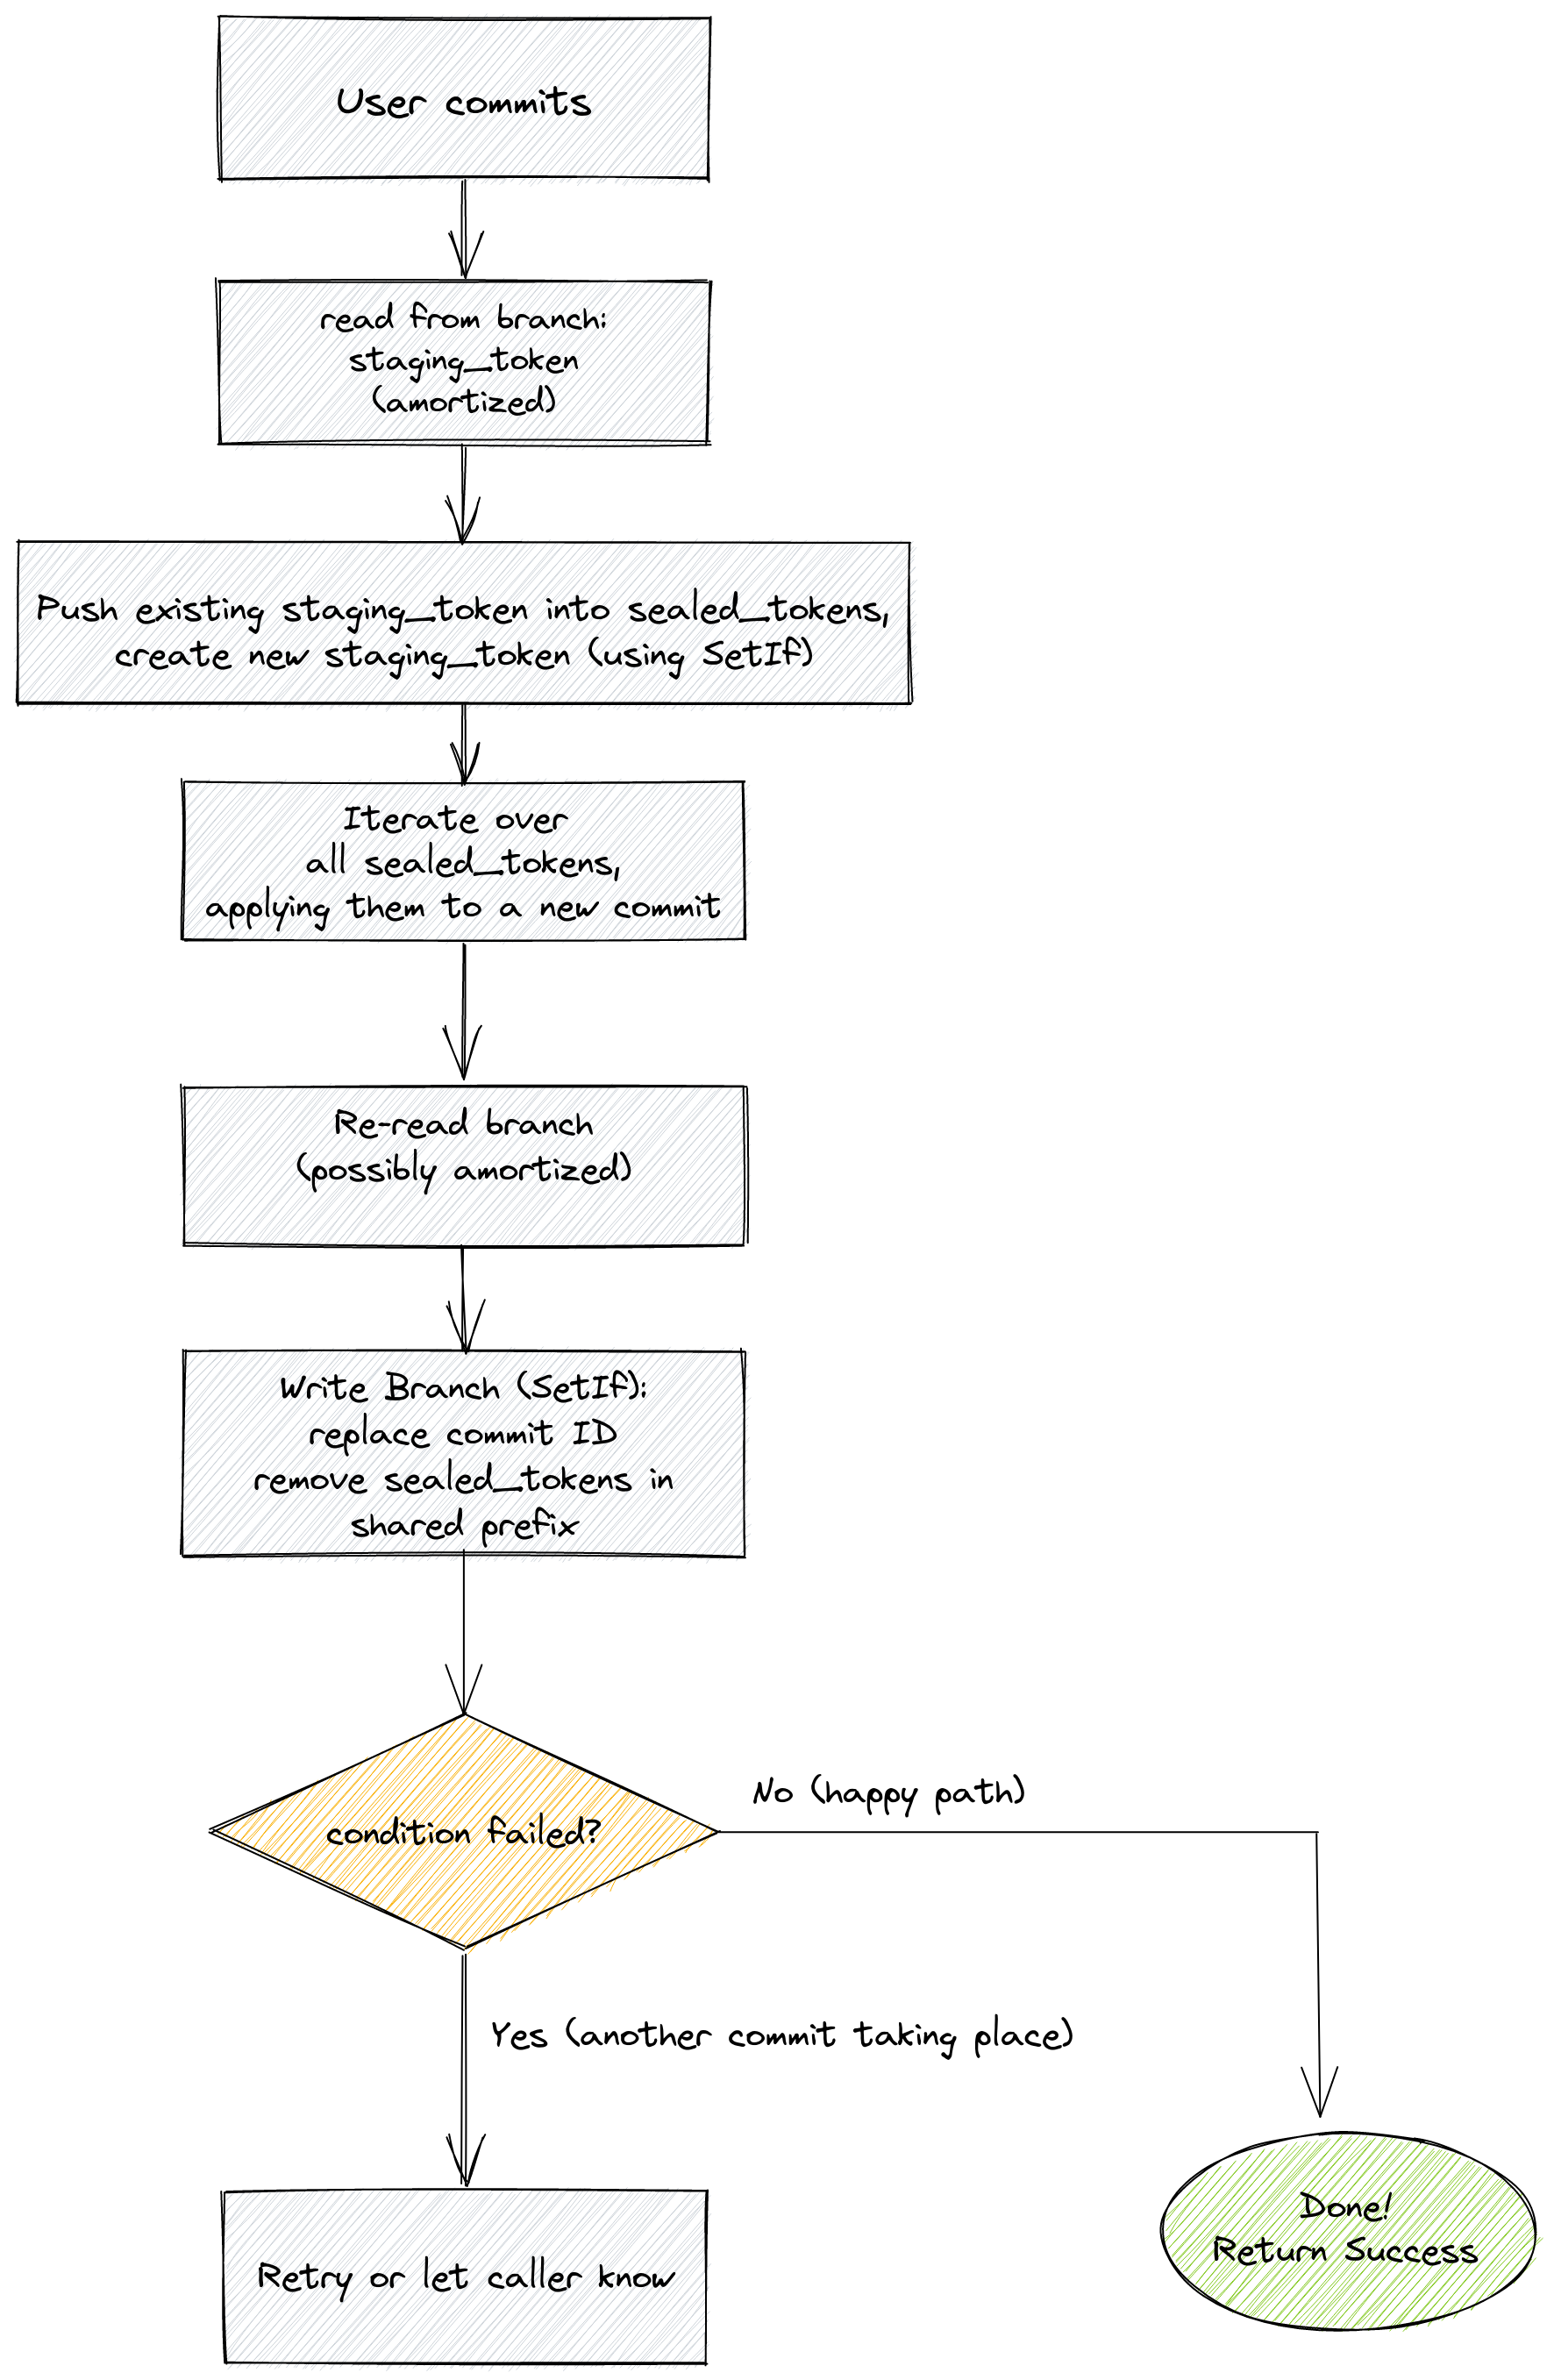 User commits
read from branch:
staging_token
(amortized)
Push existing staging_token into sealed_tokens,
create new staging_token (using SetIf)
Iterate over
all sealed_tokens,
applying them to a new commit
Re-read branch
(possibly amortized)
Write Branch (SetIf):
replace commit ID
remove sealed_tokens in
shared prefix
condition failed?
No (happy path)
Yes (another commit taking place)
Done!
Return Success
Retry or let caller know